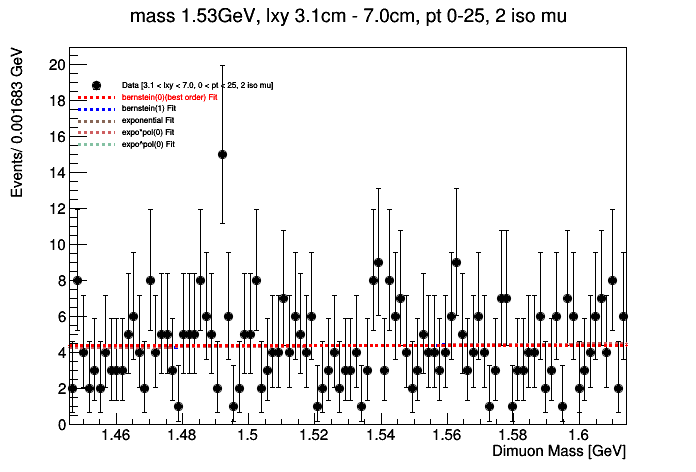 mass 1.53GeV, lxy 3.1cm - 7.0cm, pt 0-25, 2 iso mu
Events/ 0.001683 GeV
20
18
16
14
12
10
8
6
4
2
0
Data [3.1 < lxy < 7.0, 0 < pt < 25, 2 iso mu]
bernstein(0)(best order) Fit
bernstein(1) Fit
exponential Fit
expo*pol(0) Fit
expo^pol(0) Fit
1.46 1.48 1.5 1.52 1.54 1.56 1.58 1.6
Dimuon Mass [GeV]